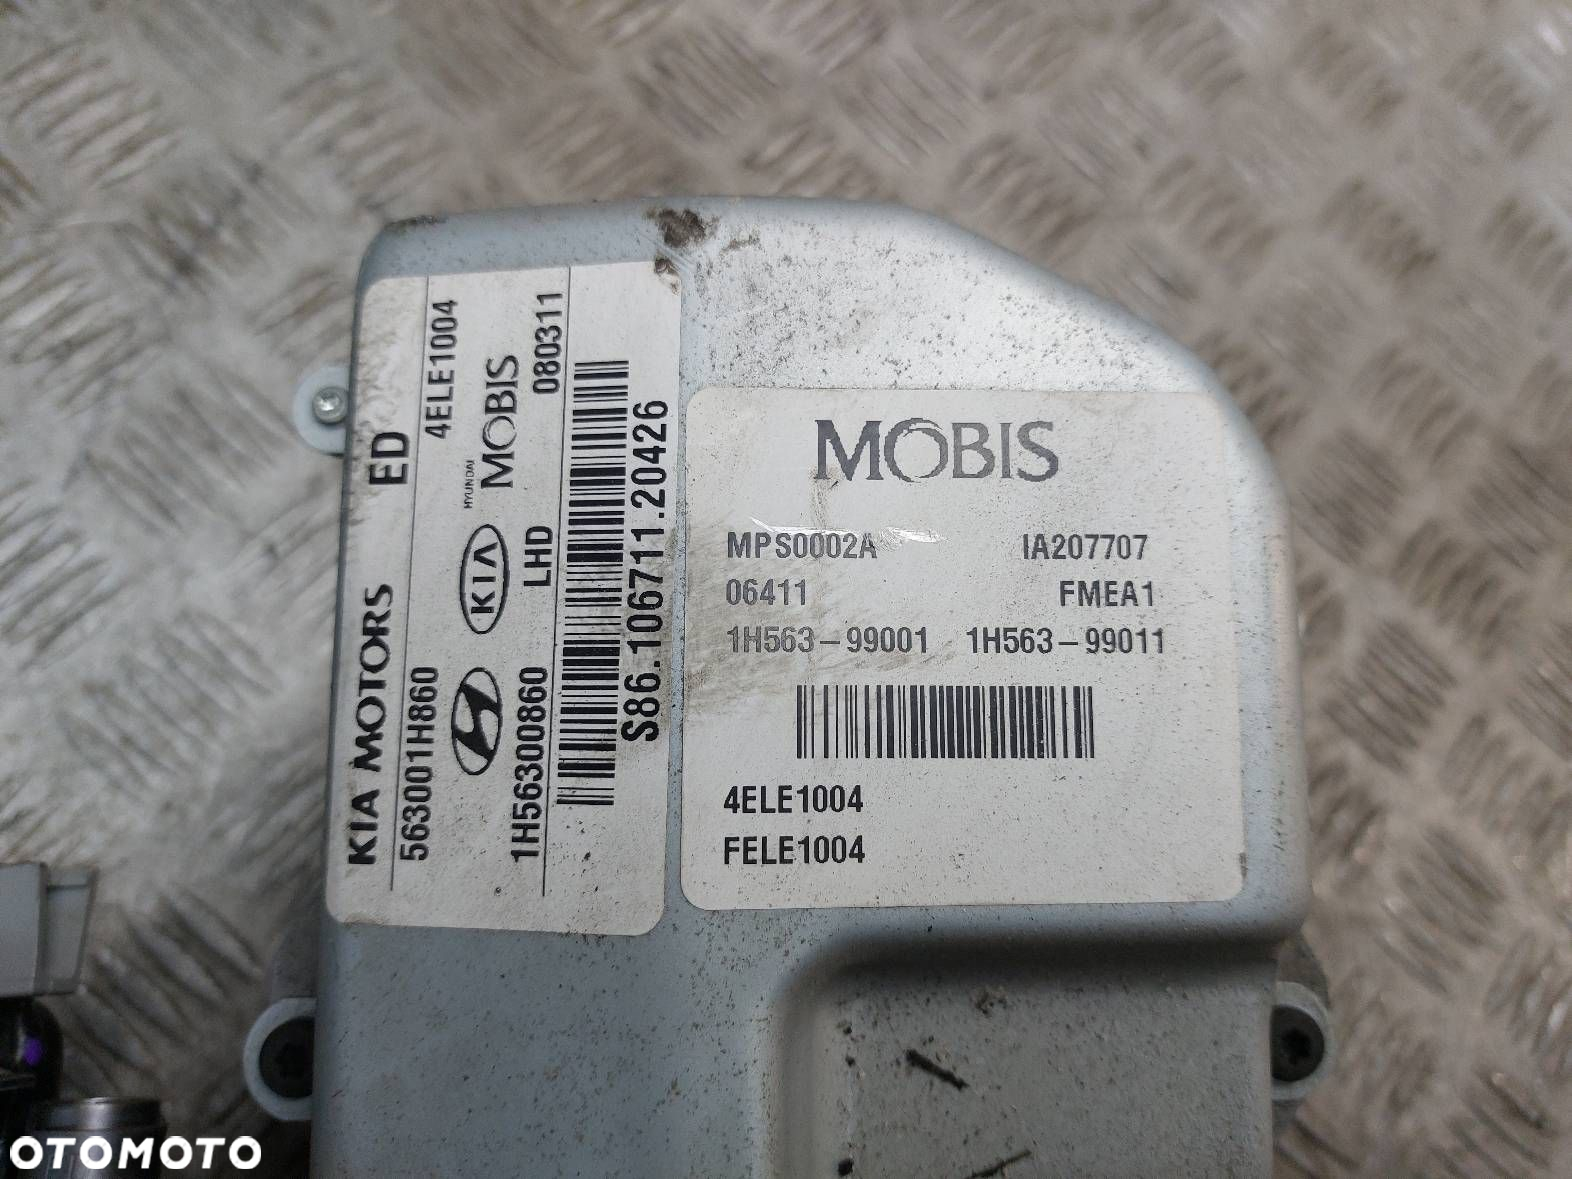 KIA MOTORS ED
563001H860 4ELE1004
KIA HYUNDAI MOBIS
1H56300860 LHD 080311
S86.106711.20426
MOBIS
MPS0002A IA207707
06411 FMEA1
1H563-99001 1H563-99011
4ELE1004
FELE1004
OTOMOTO